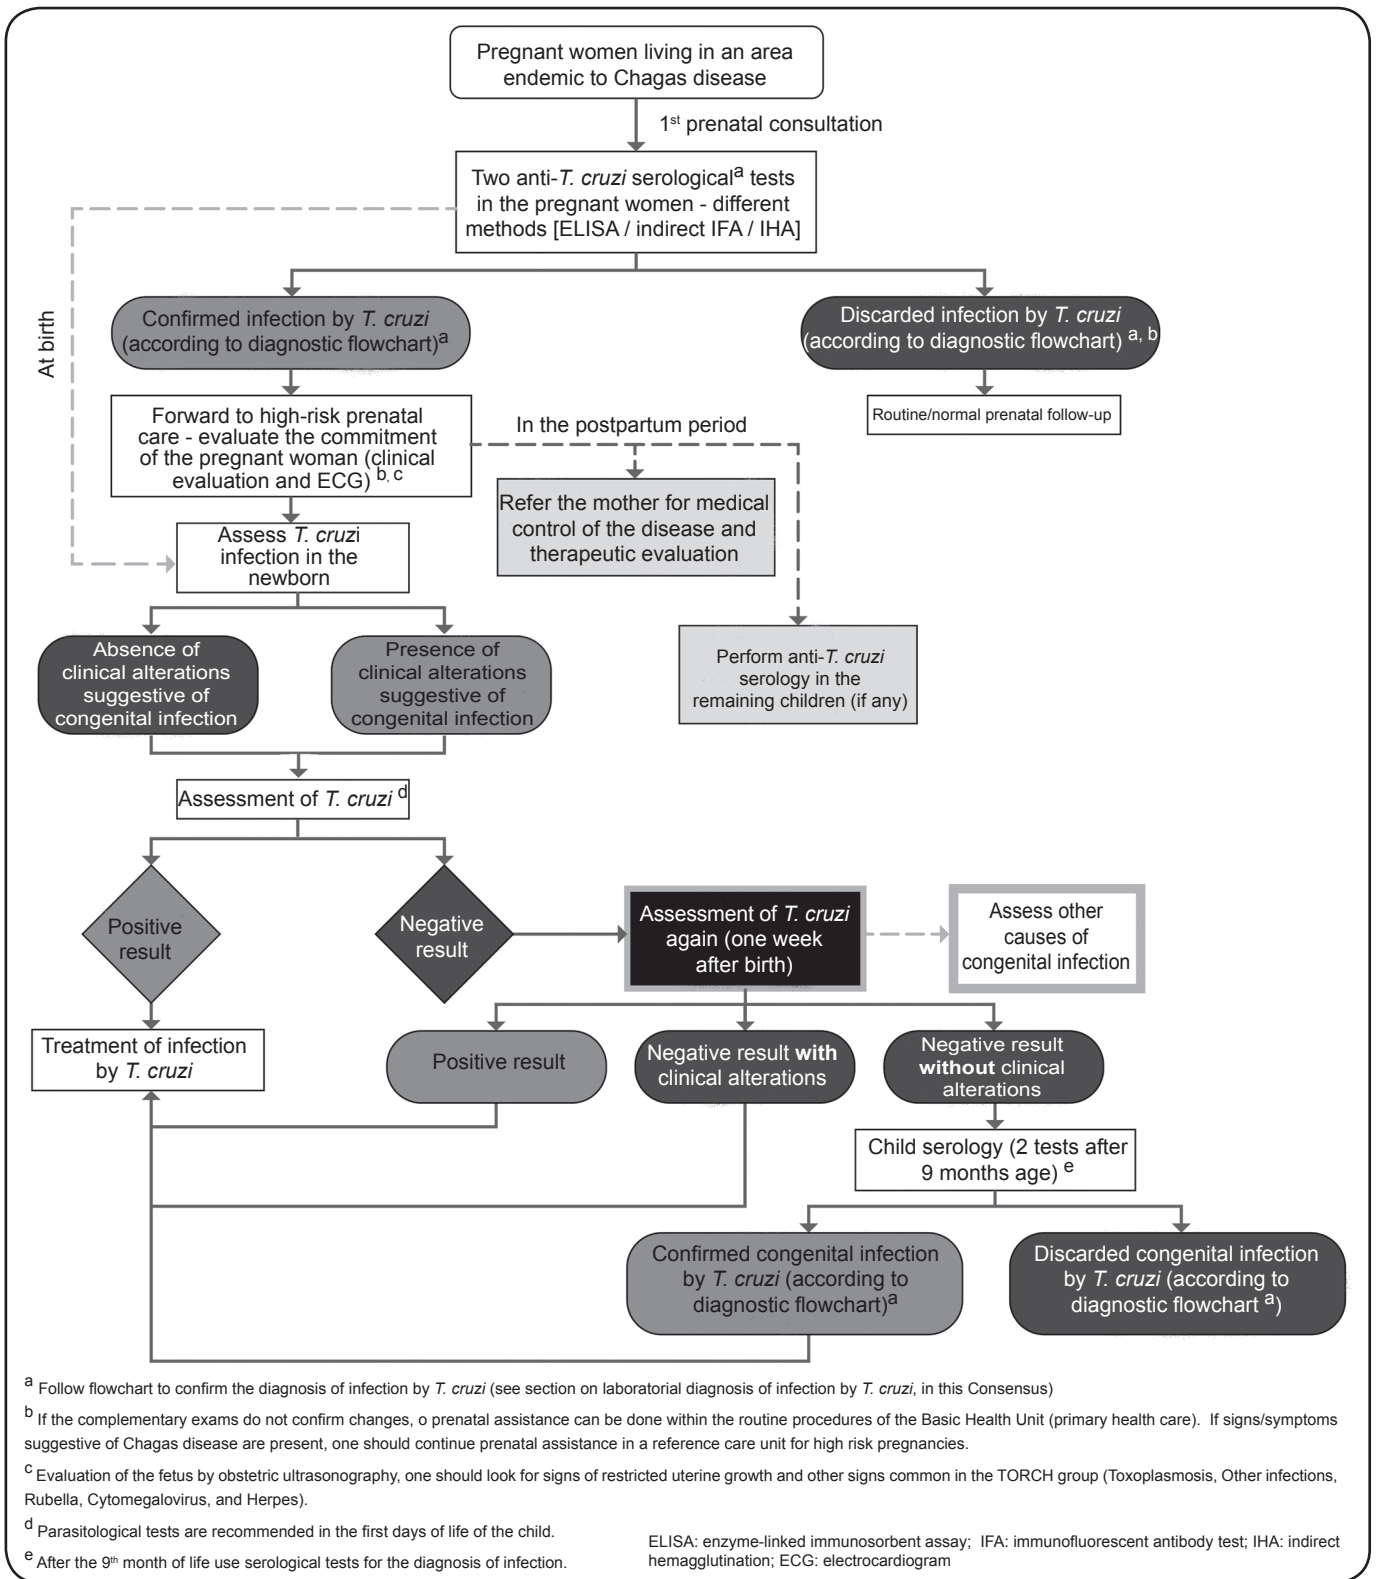 Pregnant women living in an area
endemic to Chagas disease
1st prenatal consultation
Two anti-T. cruzi serologicala tests
in the pregnant women - different
methods [ELISA / indirect IFA / IHA]
At birth
Confirmed infection by T. cruzi
(according to diagnostic flowchart)a
Discarded infection by T. cruzi
(according to diagnostic flowchart) a, b
Forward to high-risk prenatal
care - evaluate the commitment
of the pregnant woman (clinical
evaluation and ECG) b, c
In the postpartum period
Routine/normal prenatal follow-up
Refer the mother for medical
control of the disease and
therapeutic evaluation
Assess T. cruzi
infection in the
newborn
Perform anti-T. cruzi
serology in the
remaining children (if any)
Absence of
clinical alterations
suggestive of
congenital infection
Presence of
clinical alterations
suggestive of
congenital infection
Assessment of T. cruzi d
Positive
result
Negative
result
Assessment of T. cruzi
again (one week
after birth)
Assess other
causes of
congenital infection
Treatment of infection
by T. cruzi
Positive result
Negative result with
clinical alterations
Negative result
without clinical
alterations
Child serology (2 tests after
9 months age) e
Confirmed congenital infection
by T. cruzi (according to
diagnostic flowchart)a
Discarded congenital infection
by T. cruzi (according to
diagnostic flowchart a)
a Follow flowchart to confirm the diagnosis of infection by T. cruzi (see section on laboratorial diagnosis of infection by T. cruzi, in this Consensus)
b If the complementary exams do not confirm changes, o prenatal assistance can be done within the routine procedures of the Basic Health Unit (primary health care). If signs/symptoms
suggestive of Chagas disease are present, one should continue prenatal assistance in a reference care unit for high risk pregnancies.
c Evaluation of the fetus by obstetric ultrasonography, one should look for signs of restricted uterine growth and other signs common in the TORCH group (Toxoplasmosis, Other infections,
Rubella, Cytomegalovirus, and Herpes).
d Parasitological tests are recommended in the first days of life of the child.
e After the 9th month of life use serological tests for the diagnosis of infection.
ELISA: enzyme-linked immunosorbent assay; IFA: immunofluorescent antibody test; IHA: indirect
hemagglutination; ECG: electrocardiogram